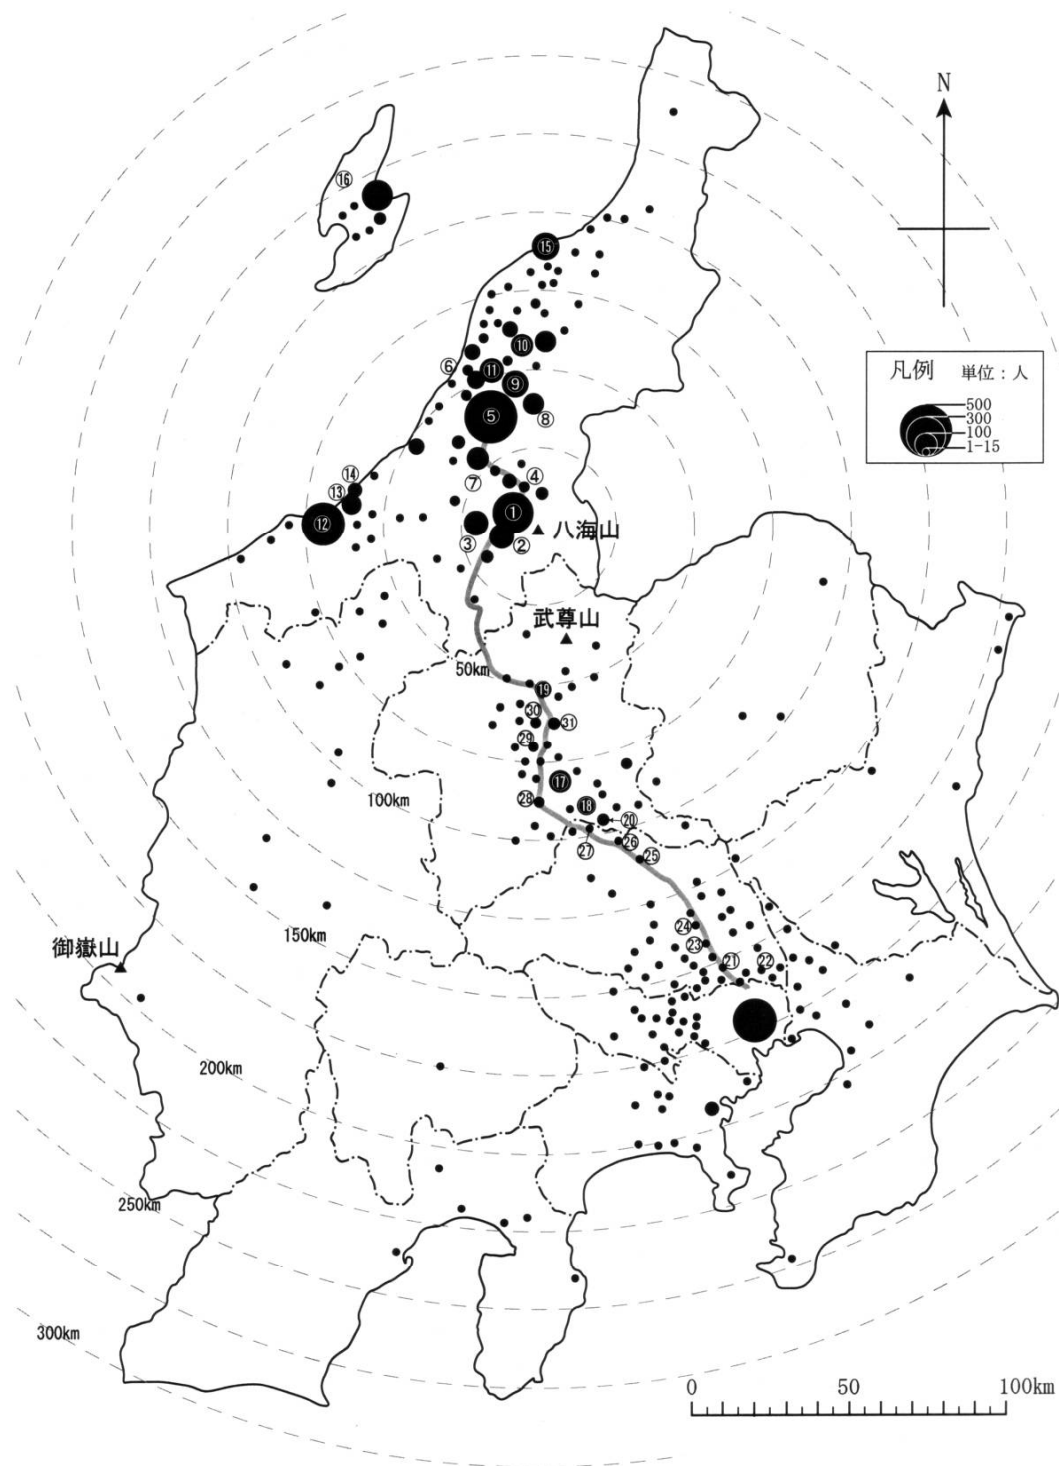 N
⑯
⑮
⑩
⑥
⑪
⑨
凡例 単位：人
500
300
100
1-15
⑤
⑧
⑦
④
⑭
⑬
⑫
①
③
②
八海山
武尊山
50km
⑲
㉚
㉛
㉙
⑰
100km
㉘
⑱
⑳
㉗
㉖
㉕
150km
㉔
㉓
㉑
㉒
御嶽山
200km
250km
300km
0 50 100km